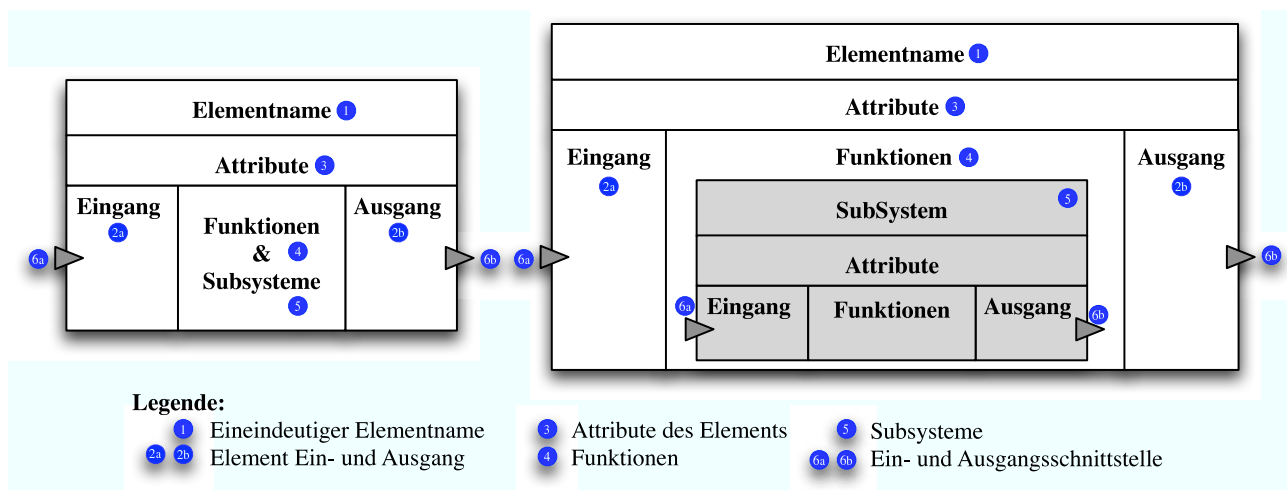 Elementname 1
Attribute 3
Eingang
2a
Funktionen
& 4
Subsysteme
5
Ausgang
2b
6a
6b
Elementname 1
Attribute 3
Eingang
2a
Funktionen 4
Ausgang
2b
6a
6b
SubSystem 5
Attribute
6a
Eingang
Funktionen
Ausgang
6b
Legende:
1 Eineindeutiger Elementname
2a 2b Element Ein- und Ausgang
3 Attribute des Elements
4 Funktionen
5 Subsysteme
6a 6b Ein- und Ausgangsschnittstelle